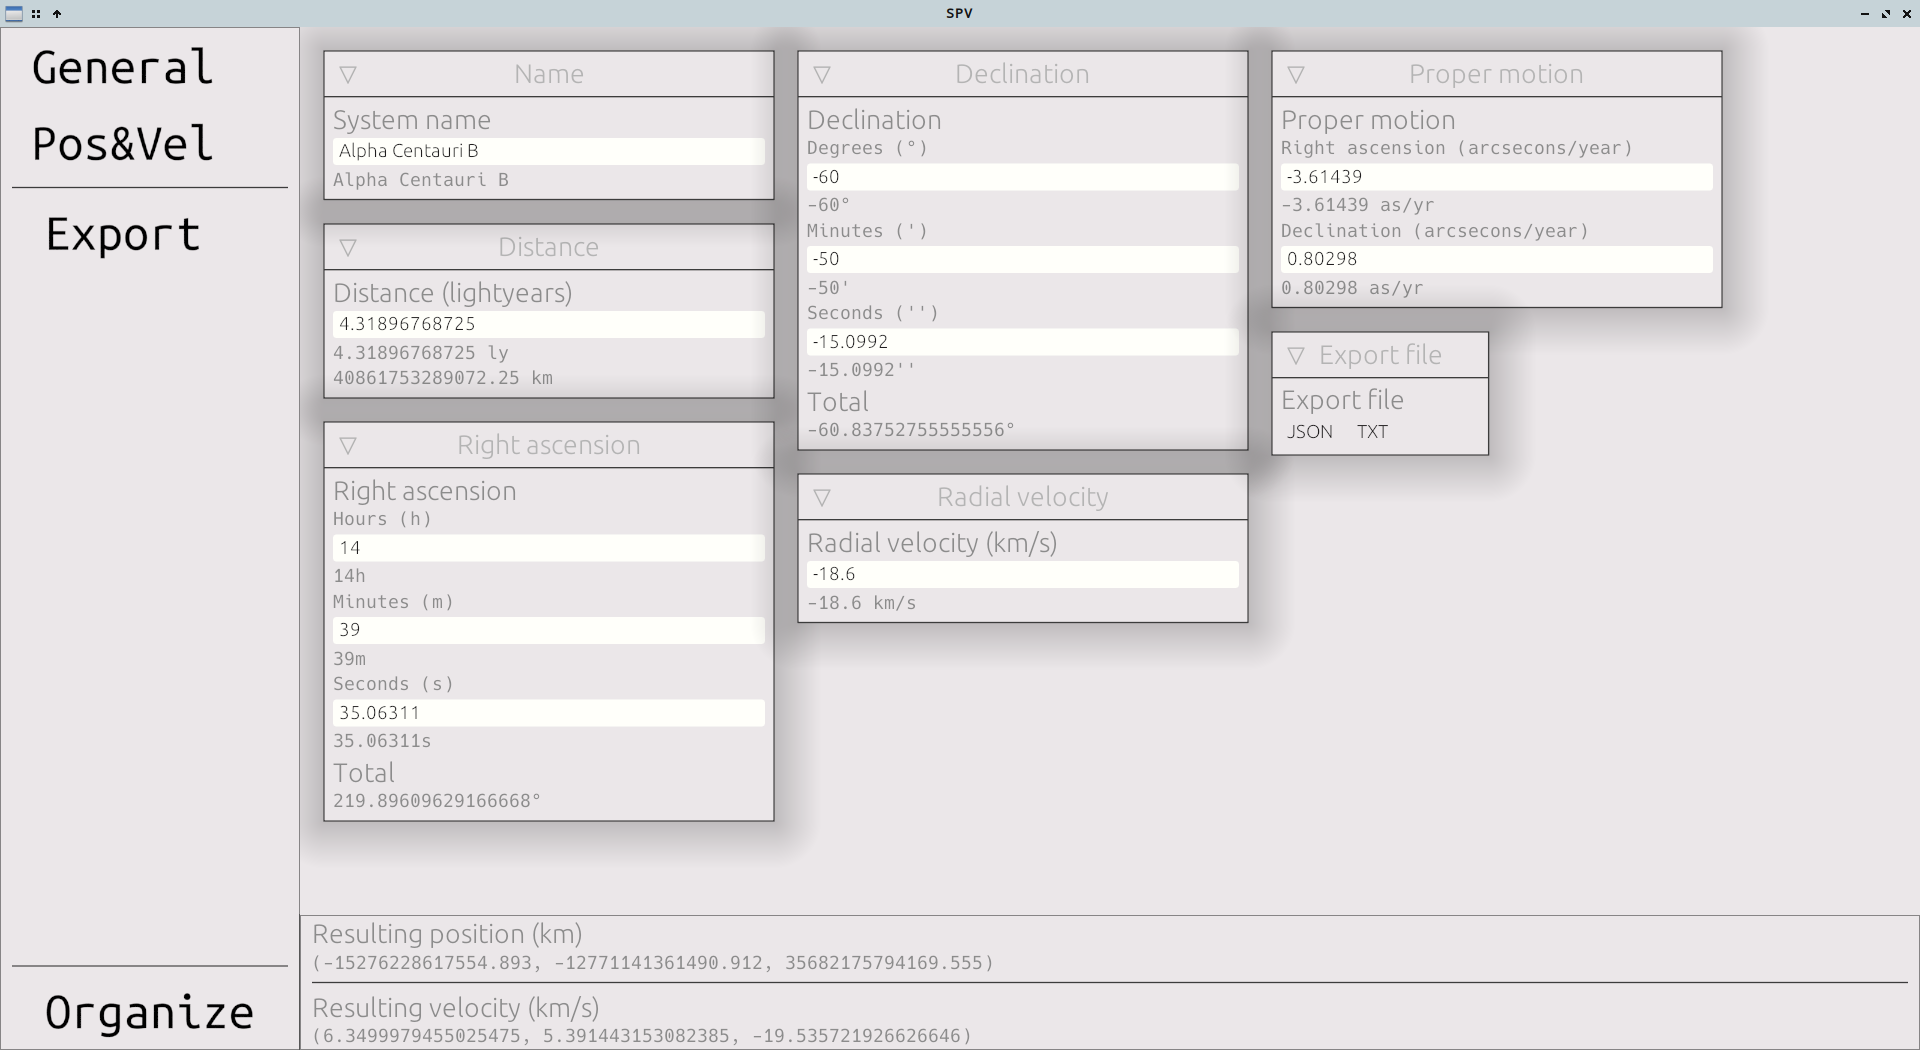 SPV
General
Pos&Vel
Export
Organize
Name
System name
Alpha Centauri B
Alpha Centauri B
Distance
Distance (lightyears)
4.31896768725
4.31896768725 ly
40861753289072.25 km
Right ascension
Right ascension
Hours (h)
14
14h
Minutes (m)
39
39m
Seconds (s)
35.06311
35.06311s
Total
219.89609629166668°
Declination
Declination
Degrees (°)
-60
-60°
Minutes (')
-50
-50'
Seconds ('')
-15.0992
-15.0992''
Total
-60.83752755555556°
Radial velocity
Radial velocity (km/s)
-18.6
-18.6 km/s
Proper motion
Proper motion
Right ascension (arcsecons/year)
-3.61439
-3.61439 as/yr
Declination (arcsecons/year)
0.80298
0.80298 as/yr
Export file
Export file
JSON TXT
Resulting position (km)
(-15276228617554.893, -12771141361490.912, 35682175794169.555)
Resulting velocity (km/s)
(6.3499979455025475, 5.391443153082385, -19.535721926626646)